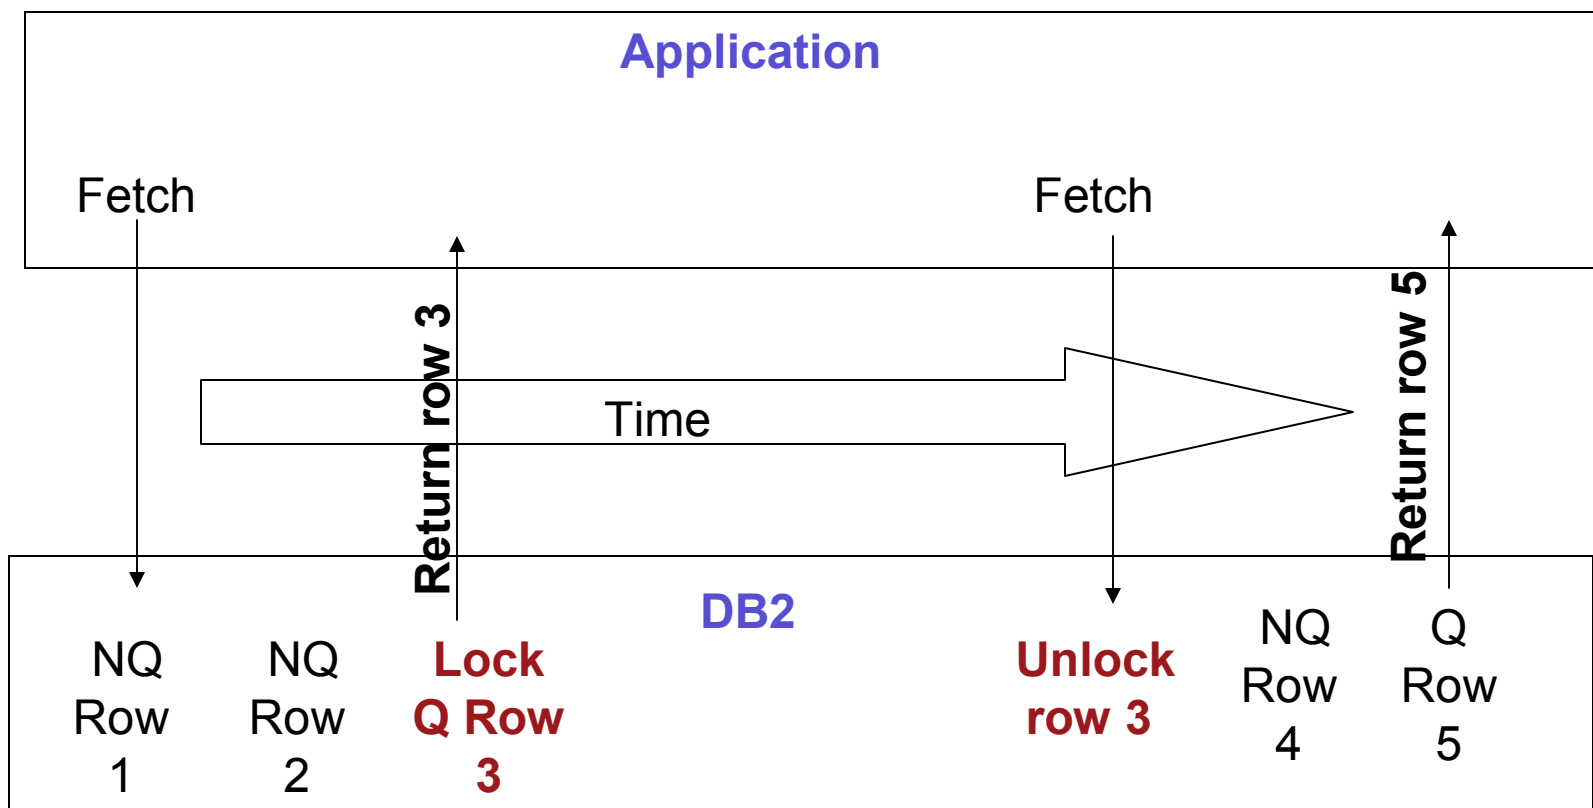 Application
Fetch
Fetch
Return row 3
Time
Return row 5
DB2
NQ
Row
1
NQ
Row
2
Lock
Q Row
3
Unlock
row 3
NQ
Row
4
Q
Row
5